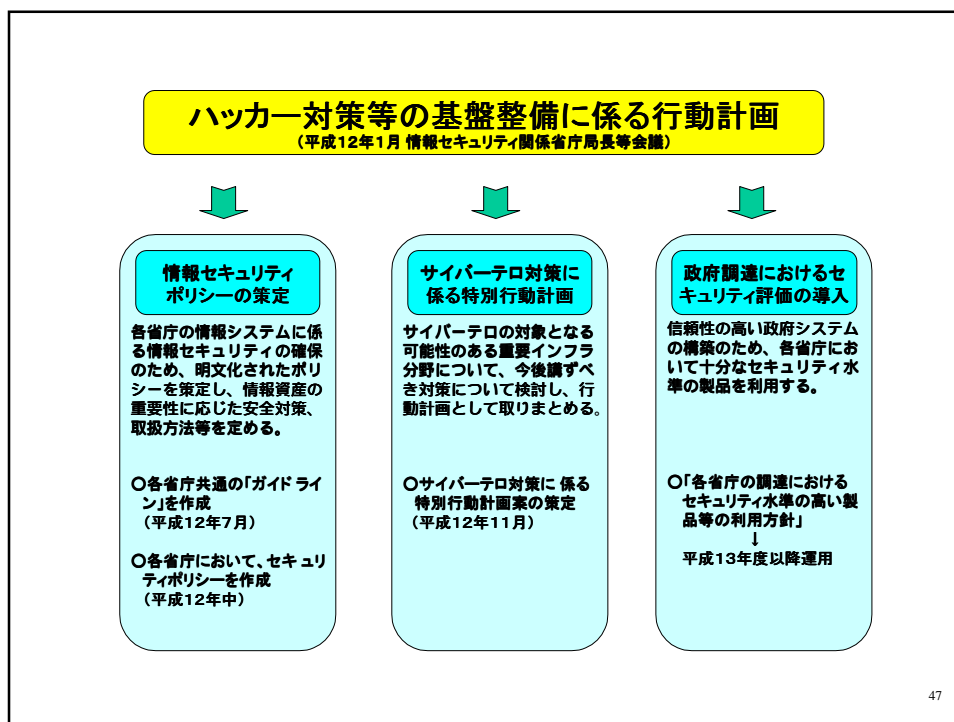 ハッカー対策等の基盤整備に係る行動計画
(平成12年1月 情報セキュリティ関係省庁局長等会議)
情報セキュリティ
ポリシーの策定
各省庁の情報システムに係
る情報セキュリティの確保
のため、明文化されたポリ
シーを策定し、情報資産の
重要性に応じた安全対策、
取扱方法等を定める。
○各省庁共通の「ガイドライ
ン」を作成
(平成12年7月)
○各省庁において、セキュリ
ティポリシーを作成
(平成12年中)
サイバーテロ対策に
係る特別行動計画
サイバーテロの対象となる
可能性のある重要インフラ
分野について、今後講ずべ
き対策について検討し、行
動計画として取りまとめる。
○サイバーテロ対策に係る
特別行動計画案の策定
(平成12年11月)
政府調達におけるセ
キュリティ評価の導入
信頼性の高い政府システム
の構築のため、各省庁にお
いて十分なセキュリティ水
準の製品を利用する。
○「各省庁の調達における
セキュリティ水準の高い製
品等の利用方針」
↓
平成13年度以降運用
47